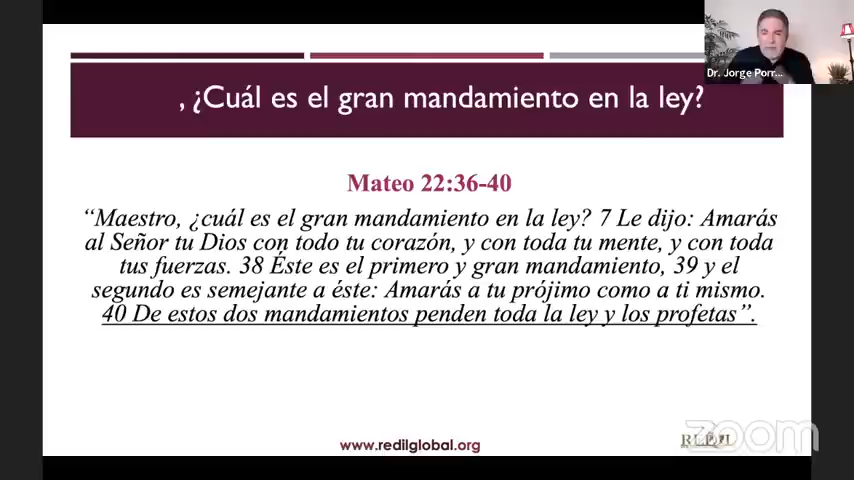 , ¿Cuál es el gran mandamiento en la ley?
Dr. Jorge Porr...
Mateo 22:36-40
“Maestro, ¿cuál es el gran mandamiento en la ley? 7 Le dijo: Amarás
al Señor tu Dios con todo tu corazón, y con toda tu mente, y con toda
tus fuerzas. 38 Éste es el primero y gran mandamiento, 39 y el
segundo es semejante a éste: Amarás a tu prójimo como a ti mismo.
40 De estos dos mandamientos penden toda la ley y los profetas”.
www.redilglobal.org
REDIL
zoom